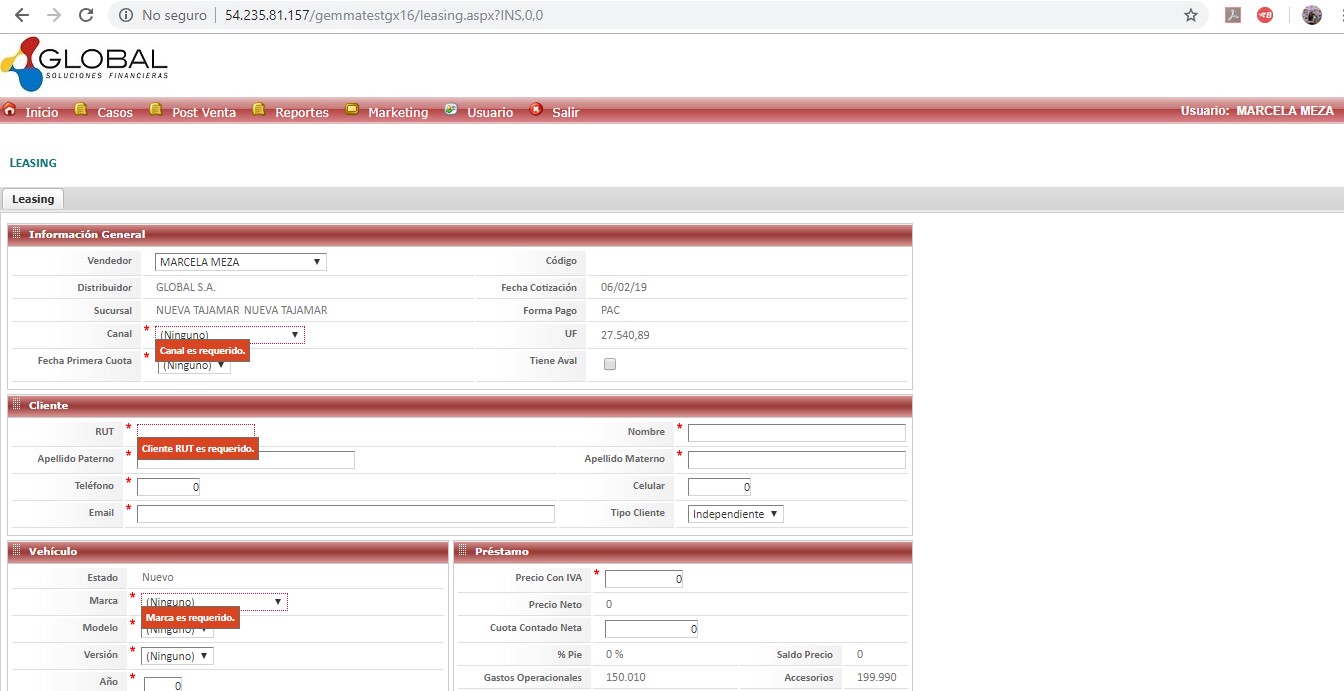 No seguro | 54.235.81.157/gemmatestgx16/leasing.aspx?INS,0,0
GLOBAL
SOLUCIONES FINANCIERAS
Inicio Casos Post Venta Reportes Marketing Usuario Salir Usuario: MARCELA MEZA
LEASING
Leasing
Información General
Vendedor MARCELA MEZA Código
Distribuidor GLOBAL S.A. Fecha Cotización 06/02/19
Sucursal NUEVA TAJAMAR NUEVA TAJAMAR Forma Pago PAC
Canal * (Ninguno) UF 27.540,89
Canal es requerido.
Fecha Primera Cuota * (Ninguno) Tiene Aval
Cliente
RUT * Nombre *
Cliente RUT es requerido.
Apellido Paterno * Apellido Materno *
Teléfono * 0 Celular 0
Email * Tipo Cliente Independiente
Vehículo Préstamo
Estado Nuevo Precio Con IVA * 0
Marca * (Ninguno) Precio Neto 0
Marca es requerido.
Modelo * (Ninguno) Cuota Contado Neta 0
Versión * (Ninguno) % Pie 0 % Saldo Precio 0
Año * 0 Gastos Operacionales 150.010 Accesorios 199.990